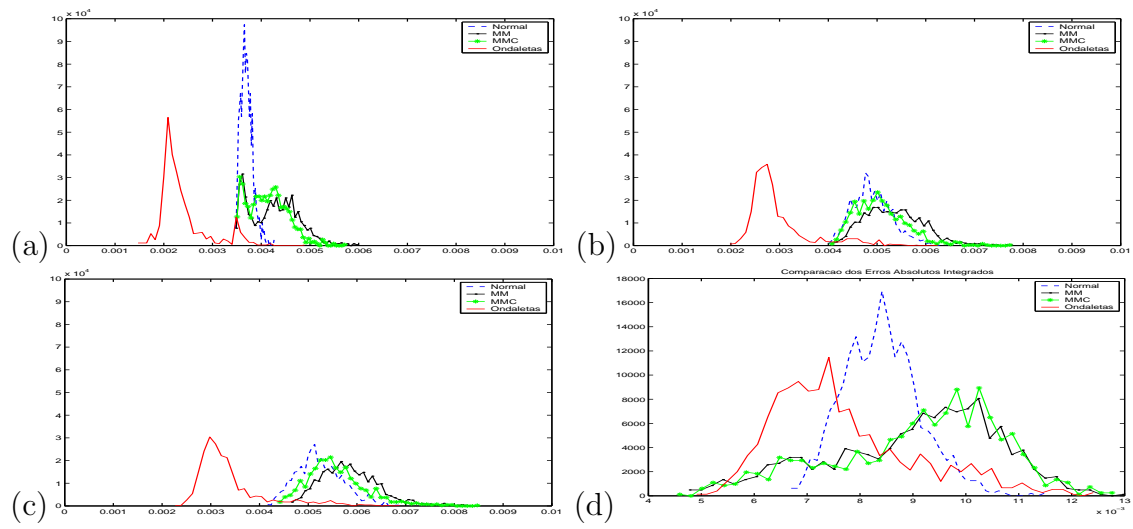 x 10⁴
10
9
8
7
6
5
4
3
2
1
0
0 0.001 0.002 0.003 0.004 0.005 0.006 0.007 0.008 0.009 0.01
Normal
MM
MMC
Ondaletas
(a)
x 10⁴
10
9
8
7
6
5
4
3
2
1
0
0 0.001 0.002 0.003 0.004 0.005 0.006 0.007 0.008 0.009 0.01
Normal
MM
MMC
Ondaletas
(b)
x 10⁴
10
9
8
7
6
5
4
3
2
1
0
0 0.001 0.002 0.003 0.004 0.005 0.006 0.007 0.008 0.009 0.01
Normal
MM
MMC
Ondaletas
(c)
Comparacao dos Erros Absolutos Integrados
18000
16000
14000
12000
10000
8000
6000
4000
2000
0
4 5 6 7 8 9 10 11 12 13
x 10⁻³
Normal
MM
MMC
Ondaletas
(d)